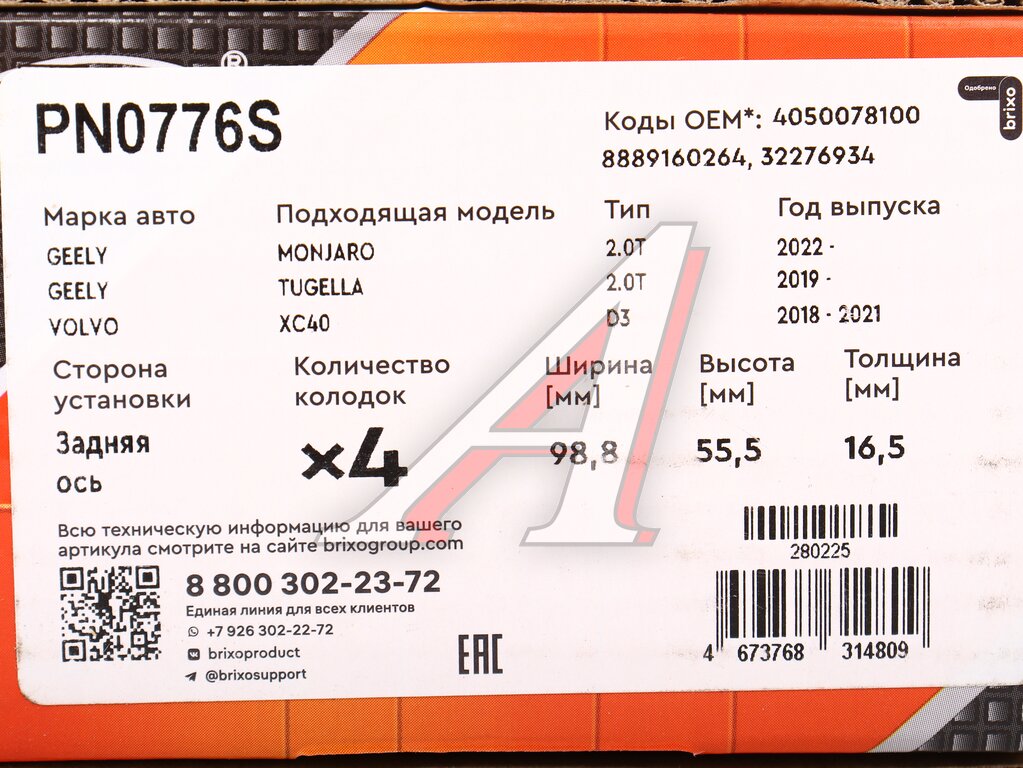 ®
PN0776S
Коды OEM*: 4050078100
8889160264, 32276934
Одобрено brixo
Марка авто Подходящая модель Тип Год выпуска
GEELY MONJARO 2.0T 2022 -
GEELY TUGELLA 2.0T 2019 -
VOLVO XC40 D3 2018 - 2021
Сторона установки
Количество колодок
Ширина [мм]
Высота [мм]
Толщина [мм]
Задняя ось
×4
98,8
55,5
16,5
Всю техническую информацию для вашего
артикула смотрите на сайте brixogroup.com
8 800 302-23-72
Единая линия для всех клиентов
+7 926 302-22-72
brixoproduct
@brixosupport
EAC
280225
4 673768 314809